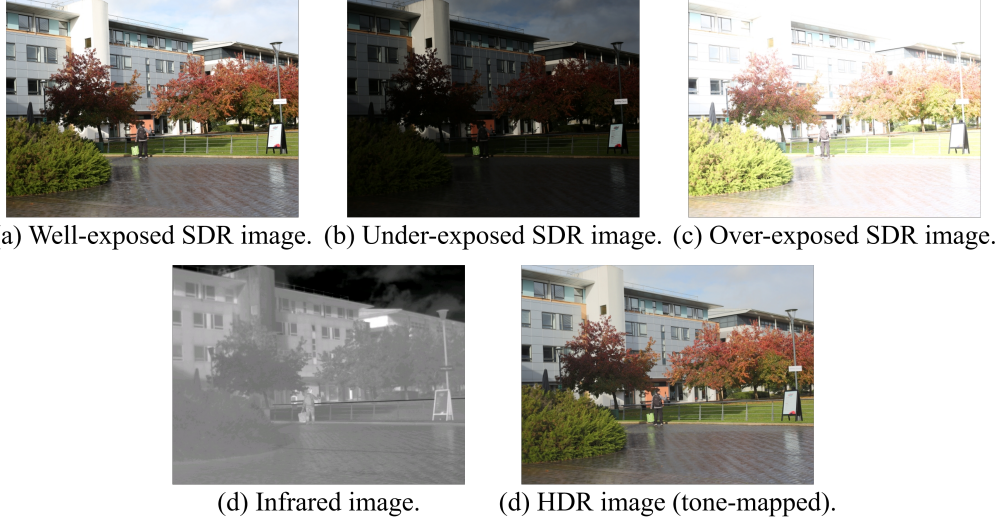 a) Well-exposed SDR image. (b) Under-exposed SDR image. (c) Over-exposed SDR image.
(d) Infrared image. (d) HDR image (tone-mapped).